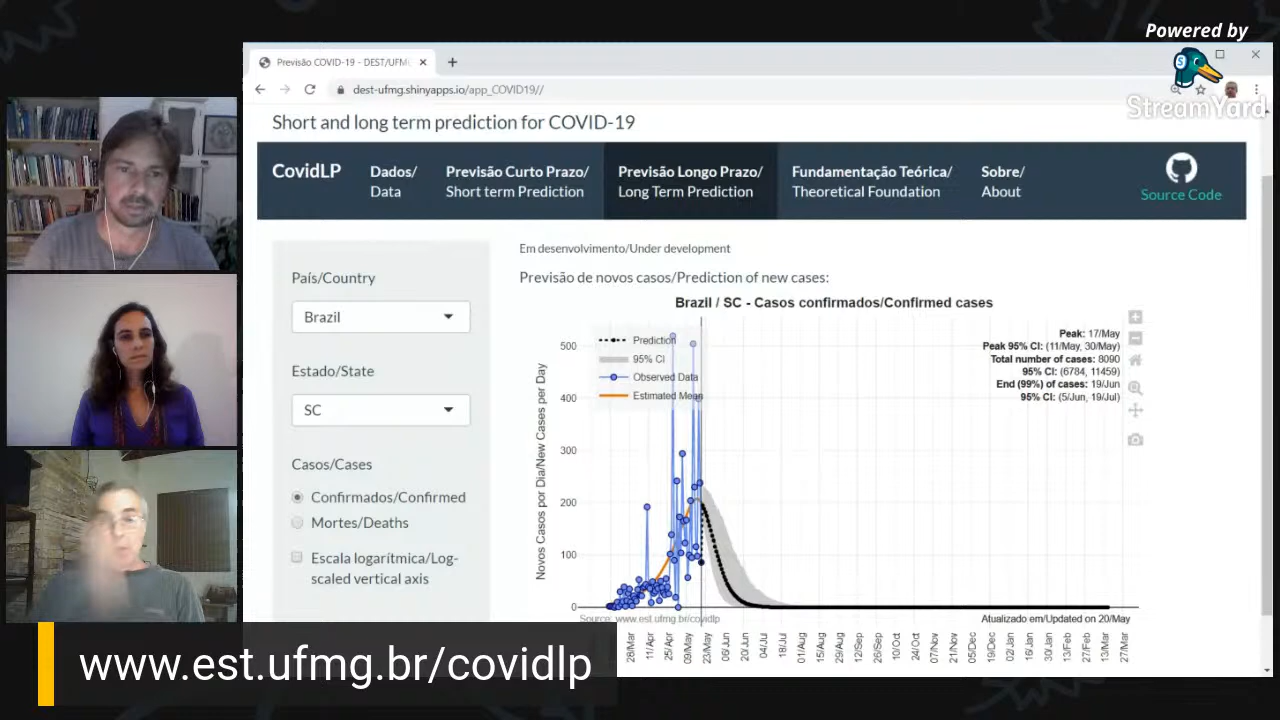 Powered by
StreamYard
Previsão COVID-19 - DEST/UFM
dest-ufmg.shinyapps.io/app_COVID19//
Short and long term prediction for COVID-19
CovidLP
Dados/
Data
Previsão Curto Prazo/
Short term Prediction
Previsão Longo Prazo/
Long Term Prediction
Fundamentação Teórica/
Theoretical Foundation
Sobre/
About
Source Code
País/Country
Brazil
Estado/State
SC
Casos/Cases
Confirmados/Confirmed
Mortes/Deaths
Escala logarítmica/Log-
scaled vertical axis
Em desenvolvimento/Under development
Previsão de novos casos/Prediction of new cases:
Brazil / SC - Casos confirmados/Confirmed cases
Prediction
95% CI
Observed Data
Estimated Mean
Peak: 17/May
Peak 95% CI: (11/May, 30/May)
Total number of cases: 8090
95% CI: (6784, 11459)
End (99%) of cases: 19/Jun
95% CI: (5/Jun, 19/Jul)
Novos Casos por Dia/New Cases per Day
500
400
300
200
100
0
Source: www.est.ufmg.br/covidlp
Atualizado em/Updated on 20/May
28/Mar
11/Apr
25/Apr
09/May
23/May
06/Jun
20/Jun
04/Jul
18/Jul
01/Aug
15/Aug
29/Aug
12/Sep
26/Sep
10/Oct
24/Oct
07/Nov
21/Nov
05/Dec
19/Dec
02/Jan
16/Jan
30/Jan
13/Feb
27/Feb
13/Mar
27/Mar
www.est.ufmg.br/covidlp